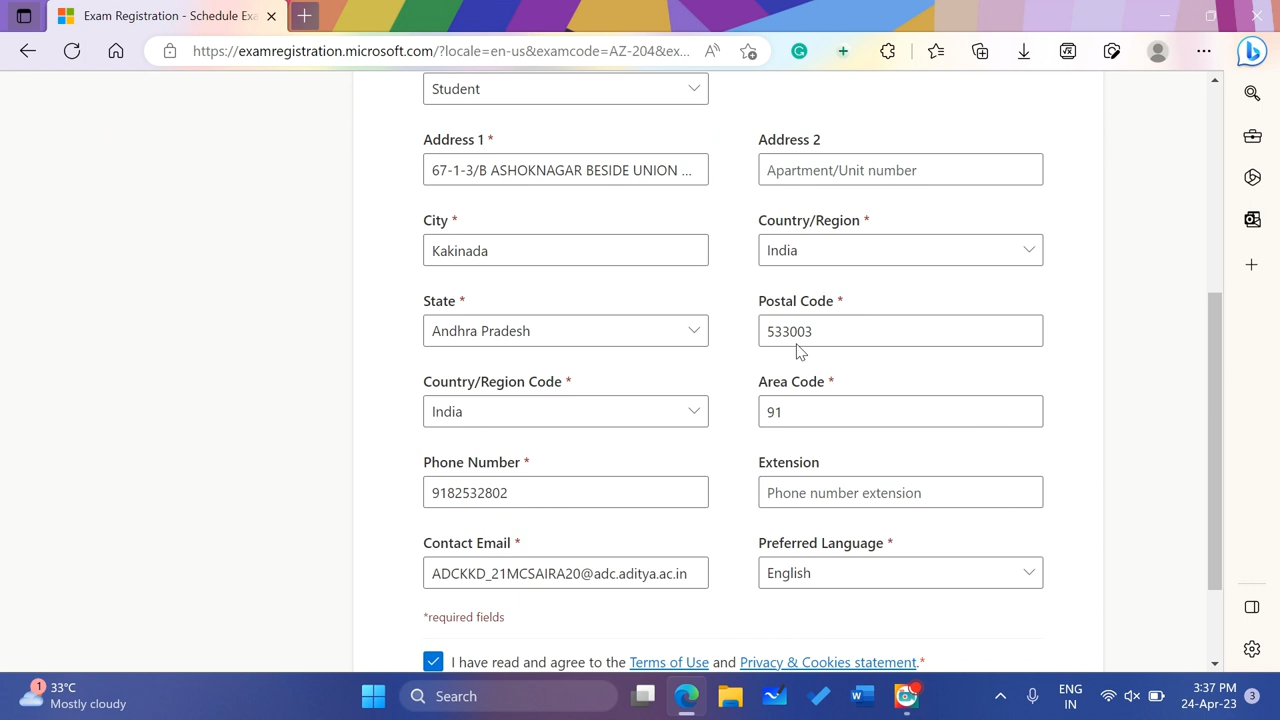 Exam Registration - Schedule Exa
https://examregistration.microsoft.com/?locale=en-us&examcode=AZ-204&ex...
Student
Address 1 *
Address 2
67-1-3/B ASHOKNAGAR BESIDE UNION ...
Apartment/Unit number
City *
Country/Region *
Kakinada
India
State *
Postal Code *
Andhra Pradesh
533003
Country/Region Code *
Area Code *
India
91
Phone Number *
Extension
9182532802
Phone number extension
Contact Email *
Preferred Language *
ADCKKD_21MCSAIRA20@adc.aditya.ac.in
English
*required fields
I have read and agree to the Terms of Use and Privacy & Cookies statement.*
1
33°C
Mostly cloudy
Search
ENG
IN
3:37 PM
24-Apr-23
3